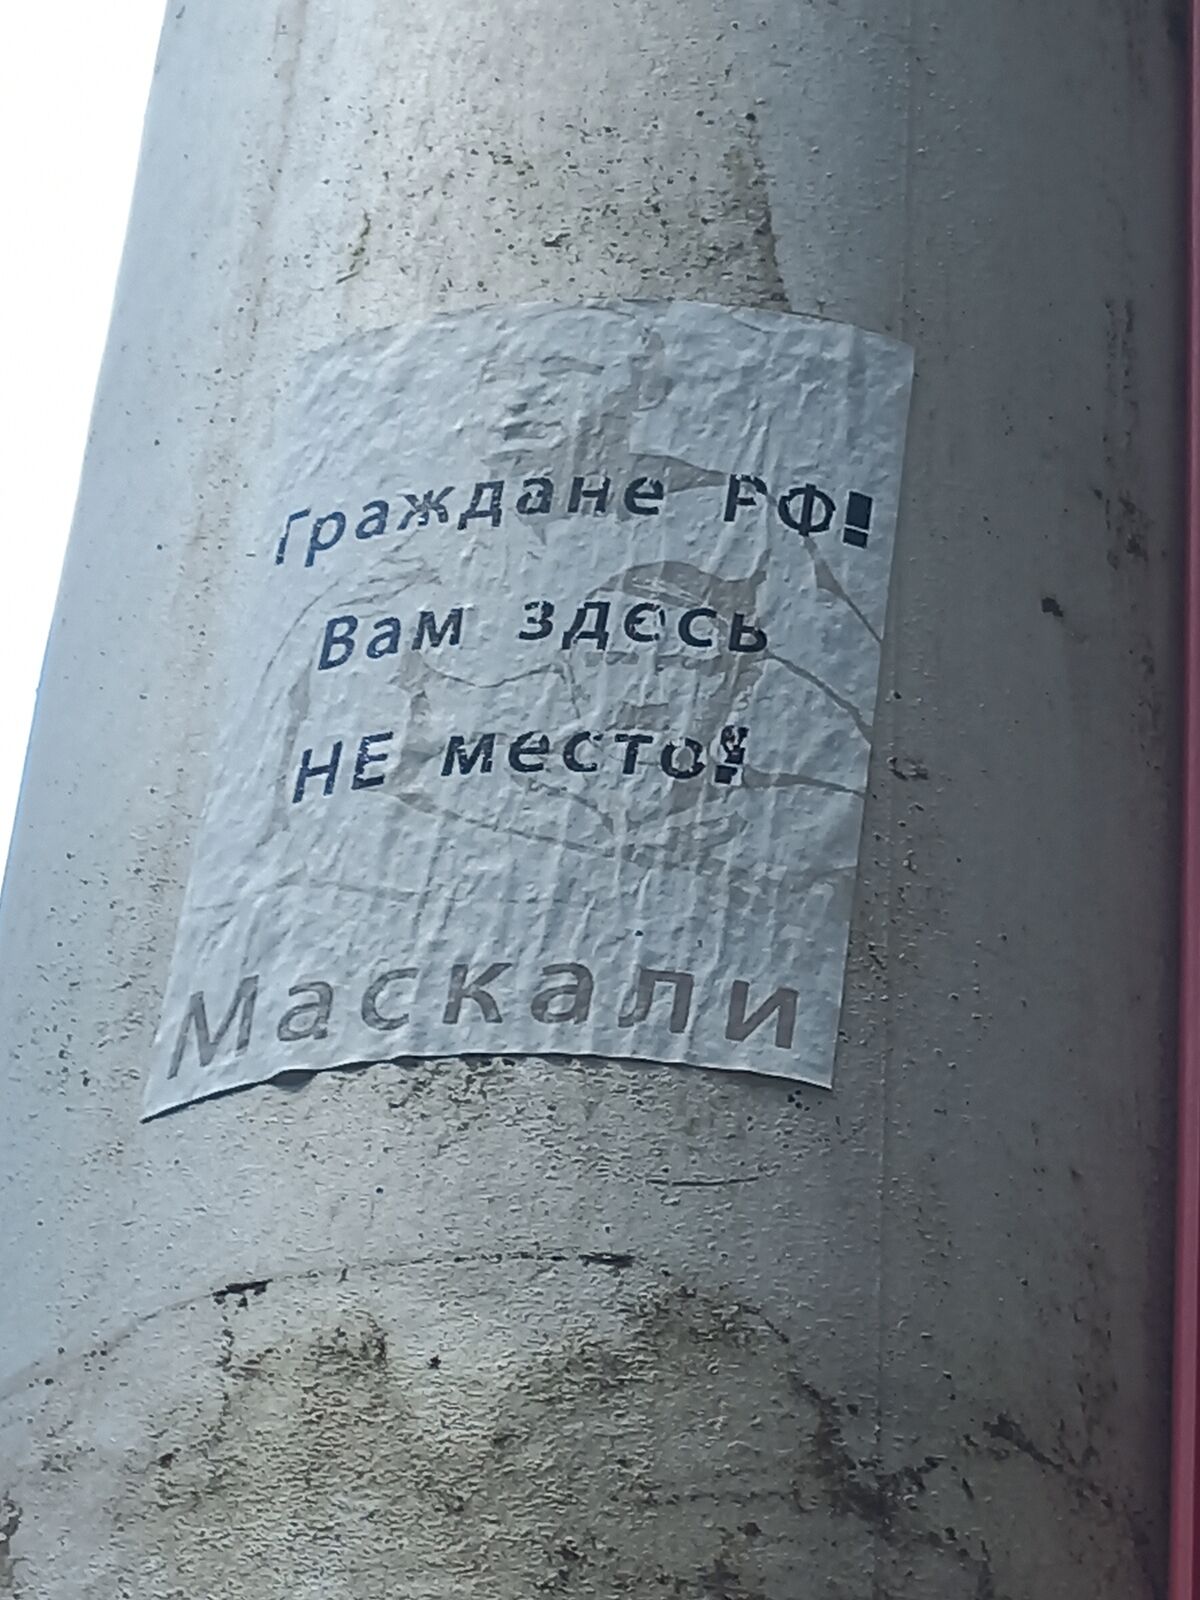 Граждане РФ!
Вам здесь
НЕ место!
Маскали